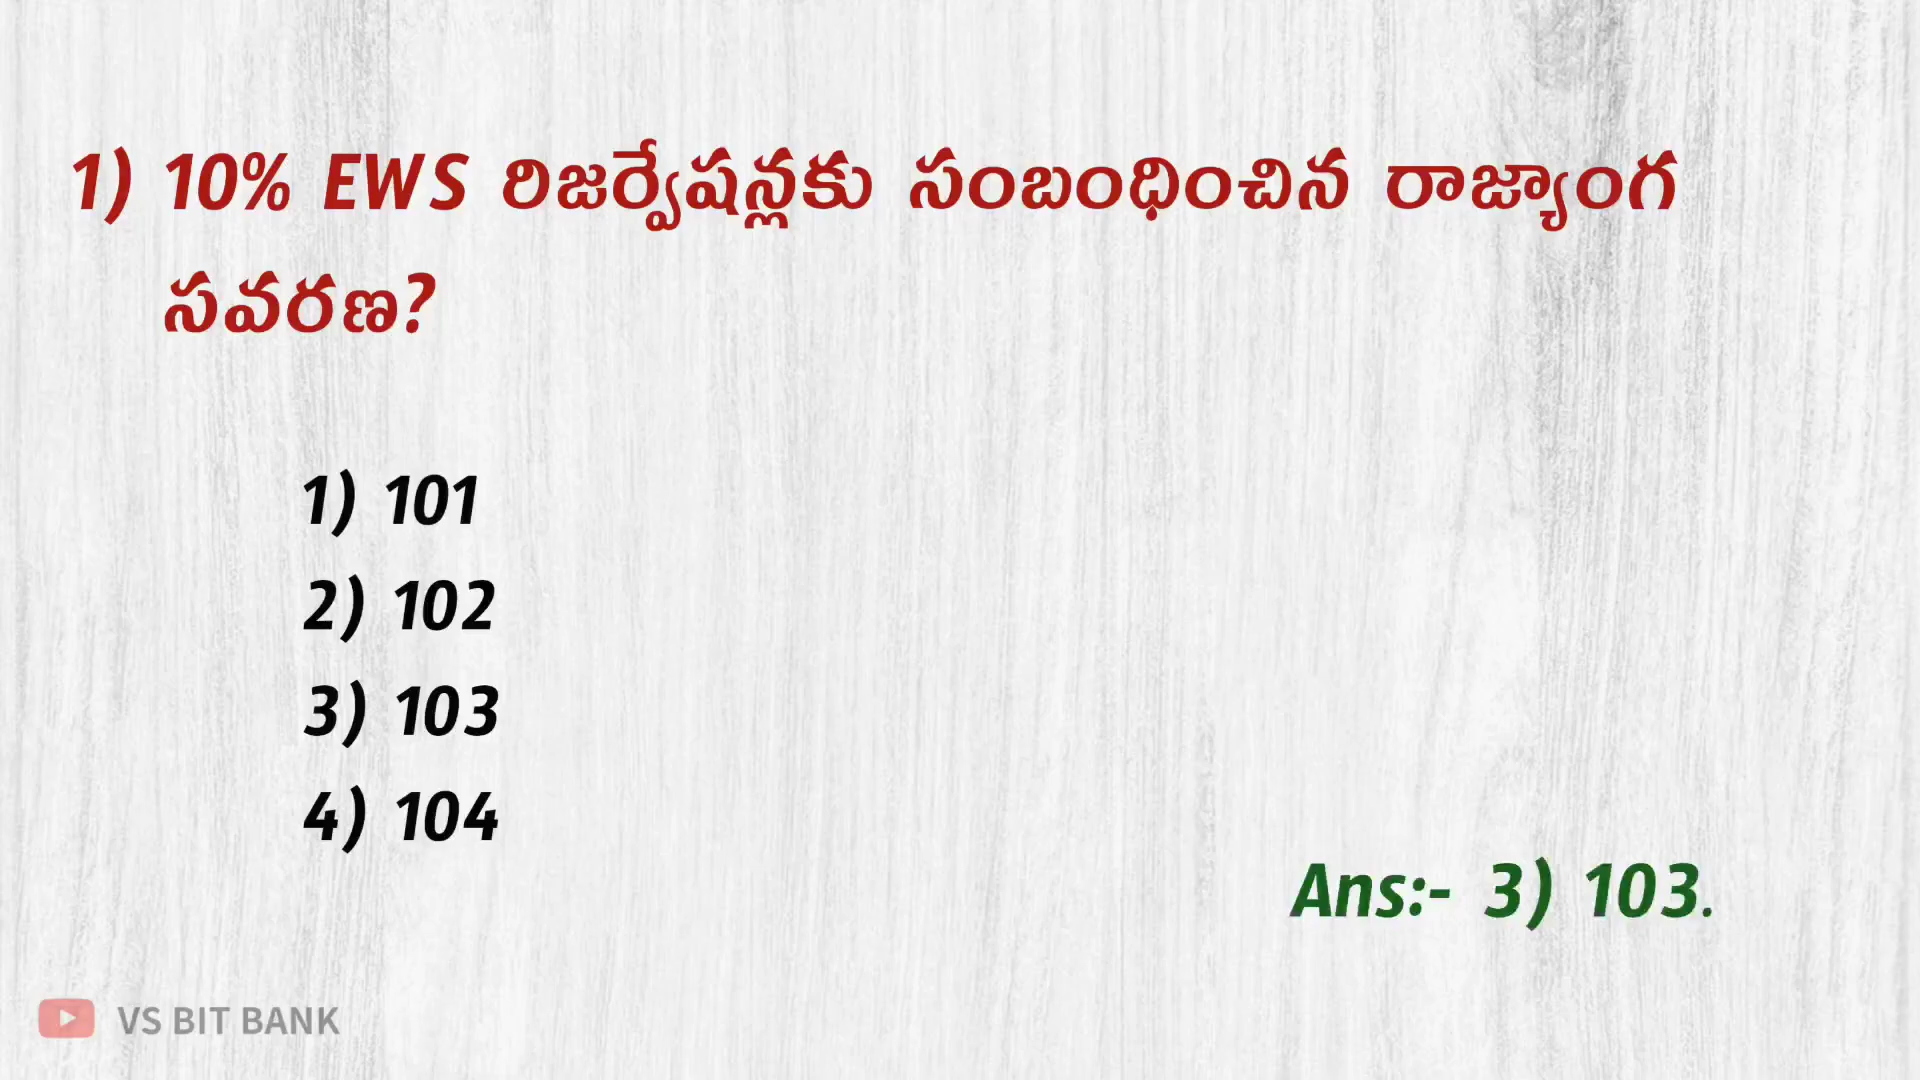 1) 10% EWS రిజర్వేషన్లకు సంబంధించిన రాజ్యాంగ
సవరణ?
1) 101
2) 102
3) 103
4) 104
Ans:- 3) 103.
VS BIT BANK